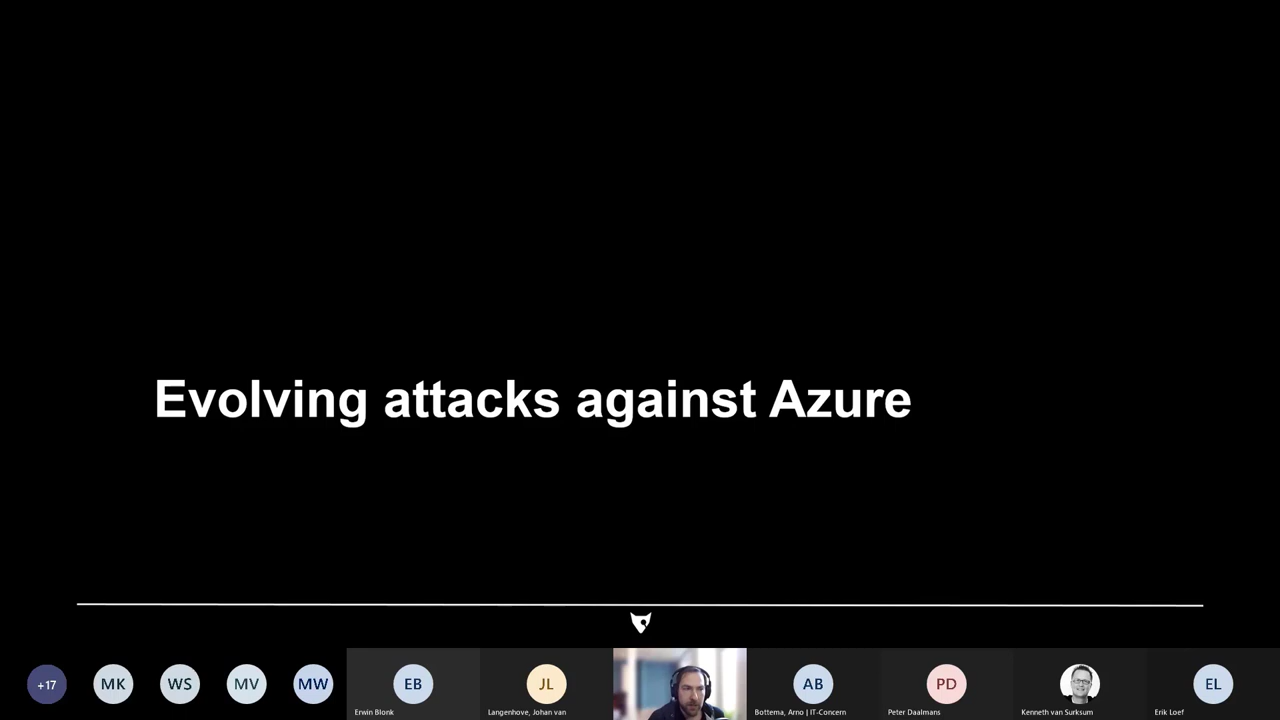 Evolving attacks against Azure
+17
MK
WS
MV
MW
EB
Erwin Blonk
JL
Langenhove, Johan van
AB
Bottema, Arno | IT-Concern
PD
Peter Daalmans
Kenneth van Surksum
EL
Erik Loef